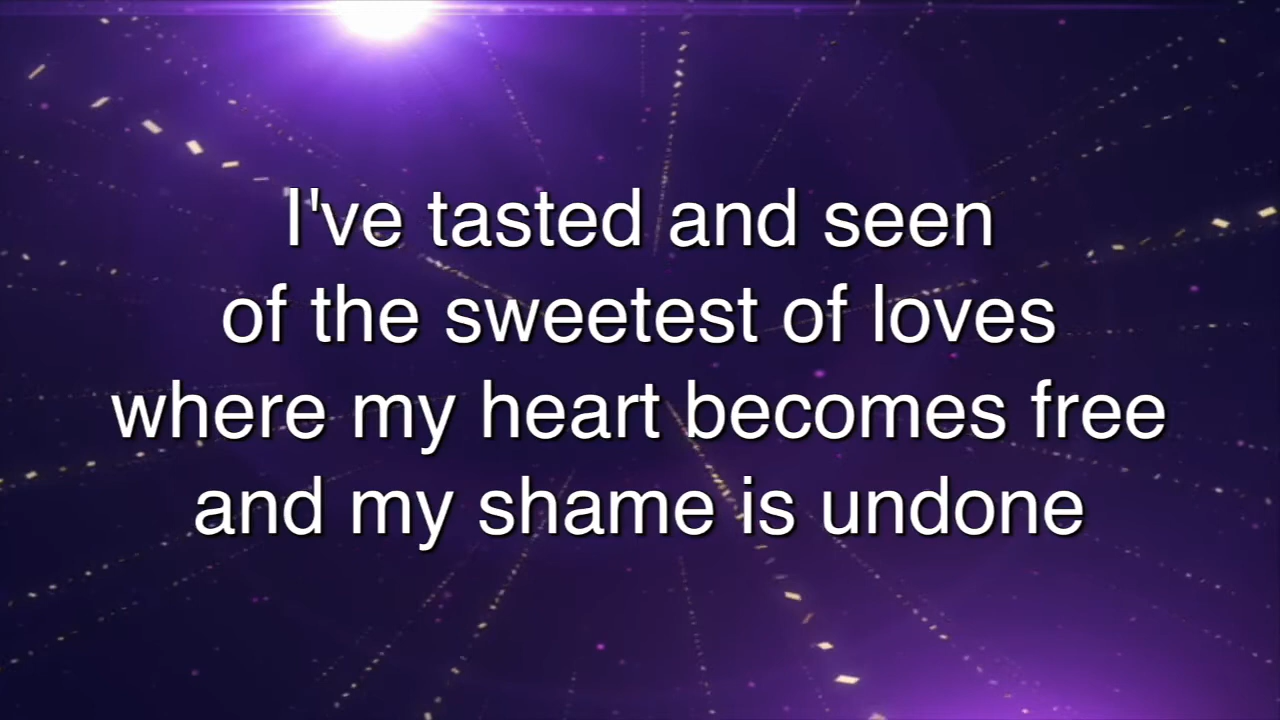 I've tasted and seen
of the sweetest of loves
where my heart becomes free
and my shame is undone